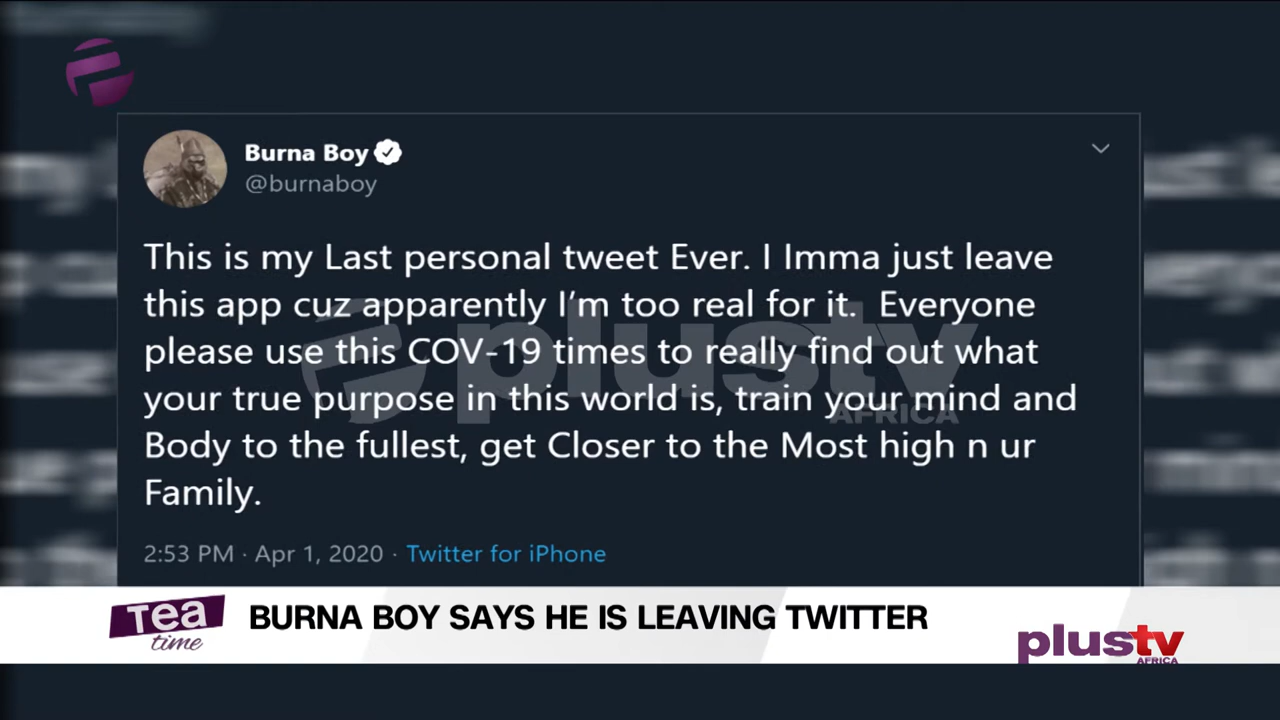 Burna Boy
@burnaboy
This is my Last personal tweet Ever. I Imma just leave
this app cuz apparently I'm too real for it.  Everyone
please use this COV-19 times to really find out what
your true purpose in this world is, train your mind and
Body to the fullest, get Closer to the Most high n ur
Family.
2:53 PM · Apr 1, 2020 · Twitter for iPhone
plustv
AFRICA
Tea
time
BURNA BOY SAYS HE IS LEAVING TWITTER
plustv
AFRICA